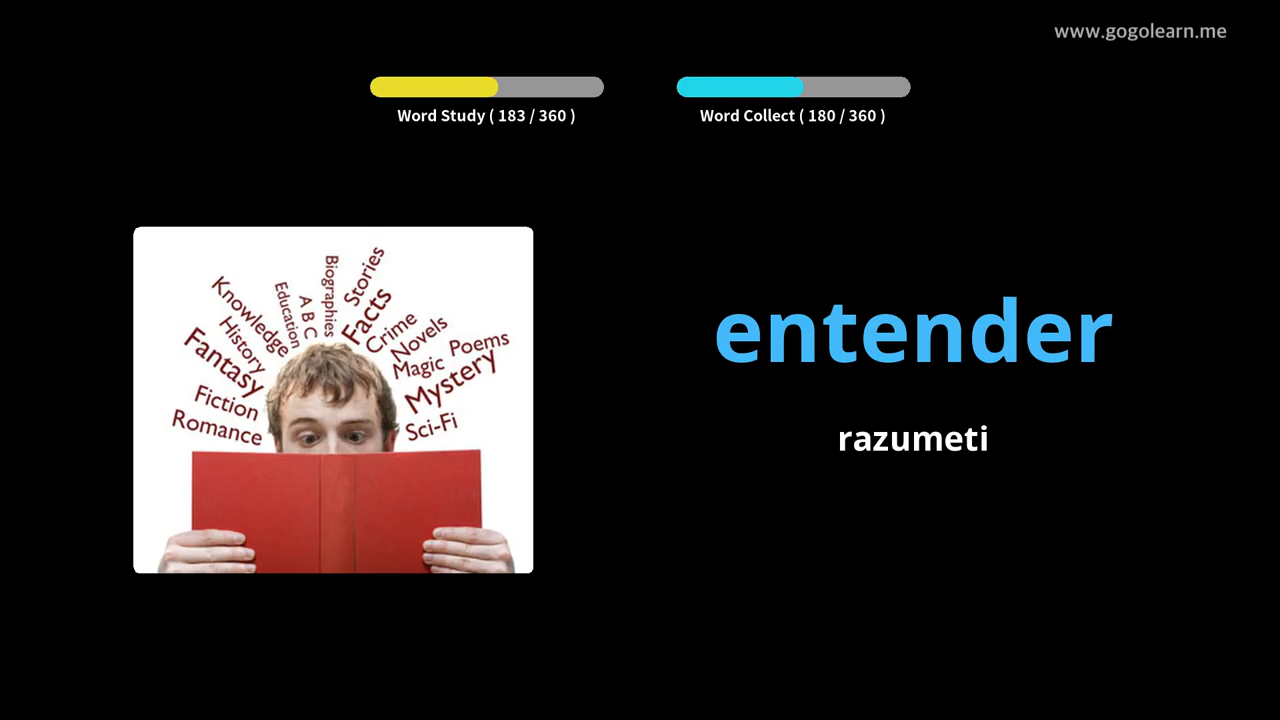 www.gogolearn.me
Word Study ( 183 / 360 )
Word Collect ( 180 / 360 )
Knowledge
History
Fantasy
Fiction
Romance
Education
A B C
Biographies
Stories
Facts
Crime
Novels
Magic
Poems
Mystery
Sci-Fi
entender
razumeti